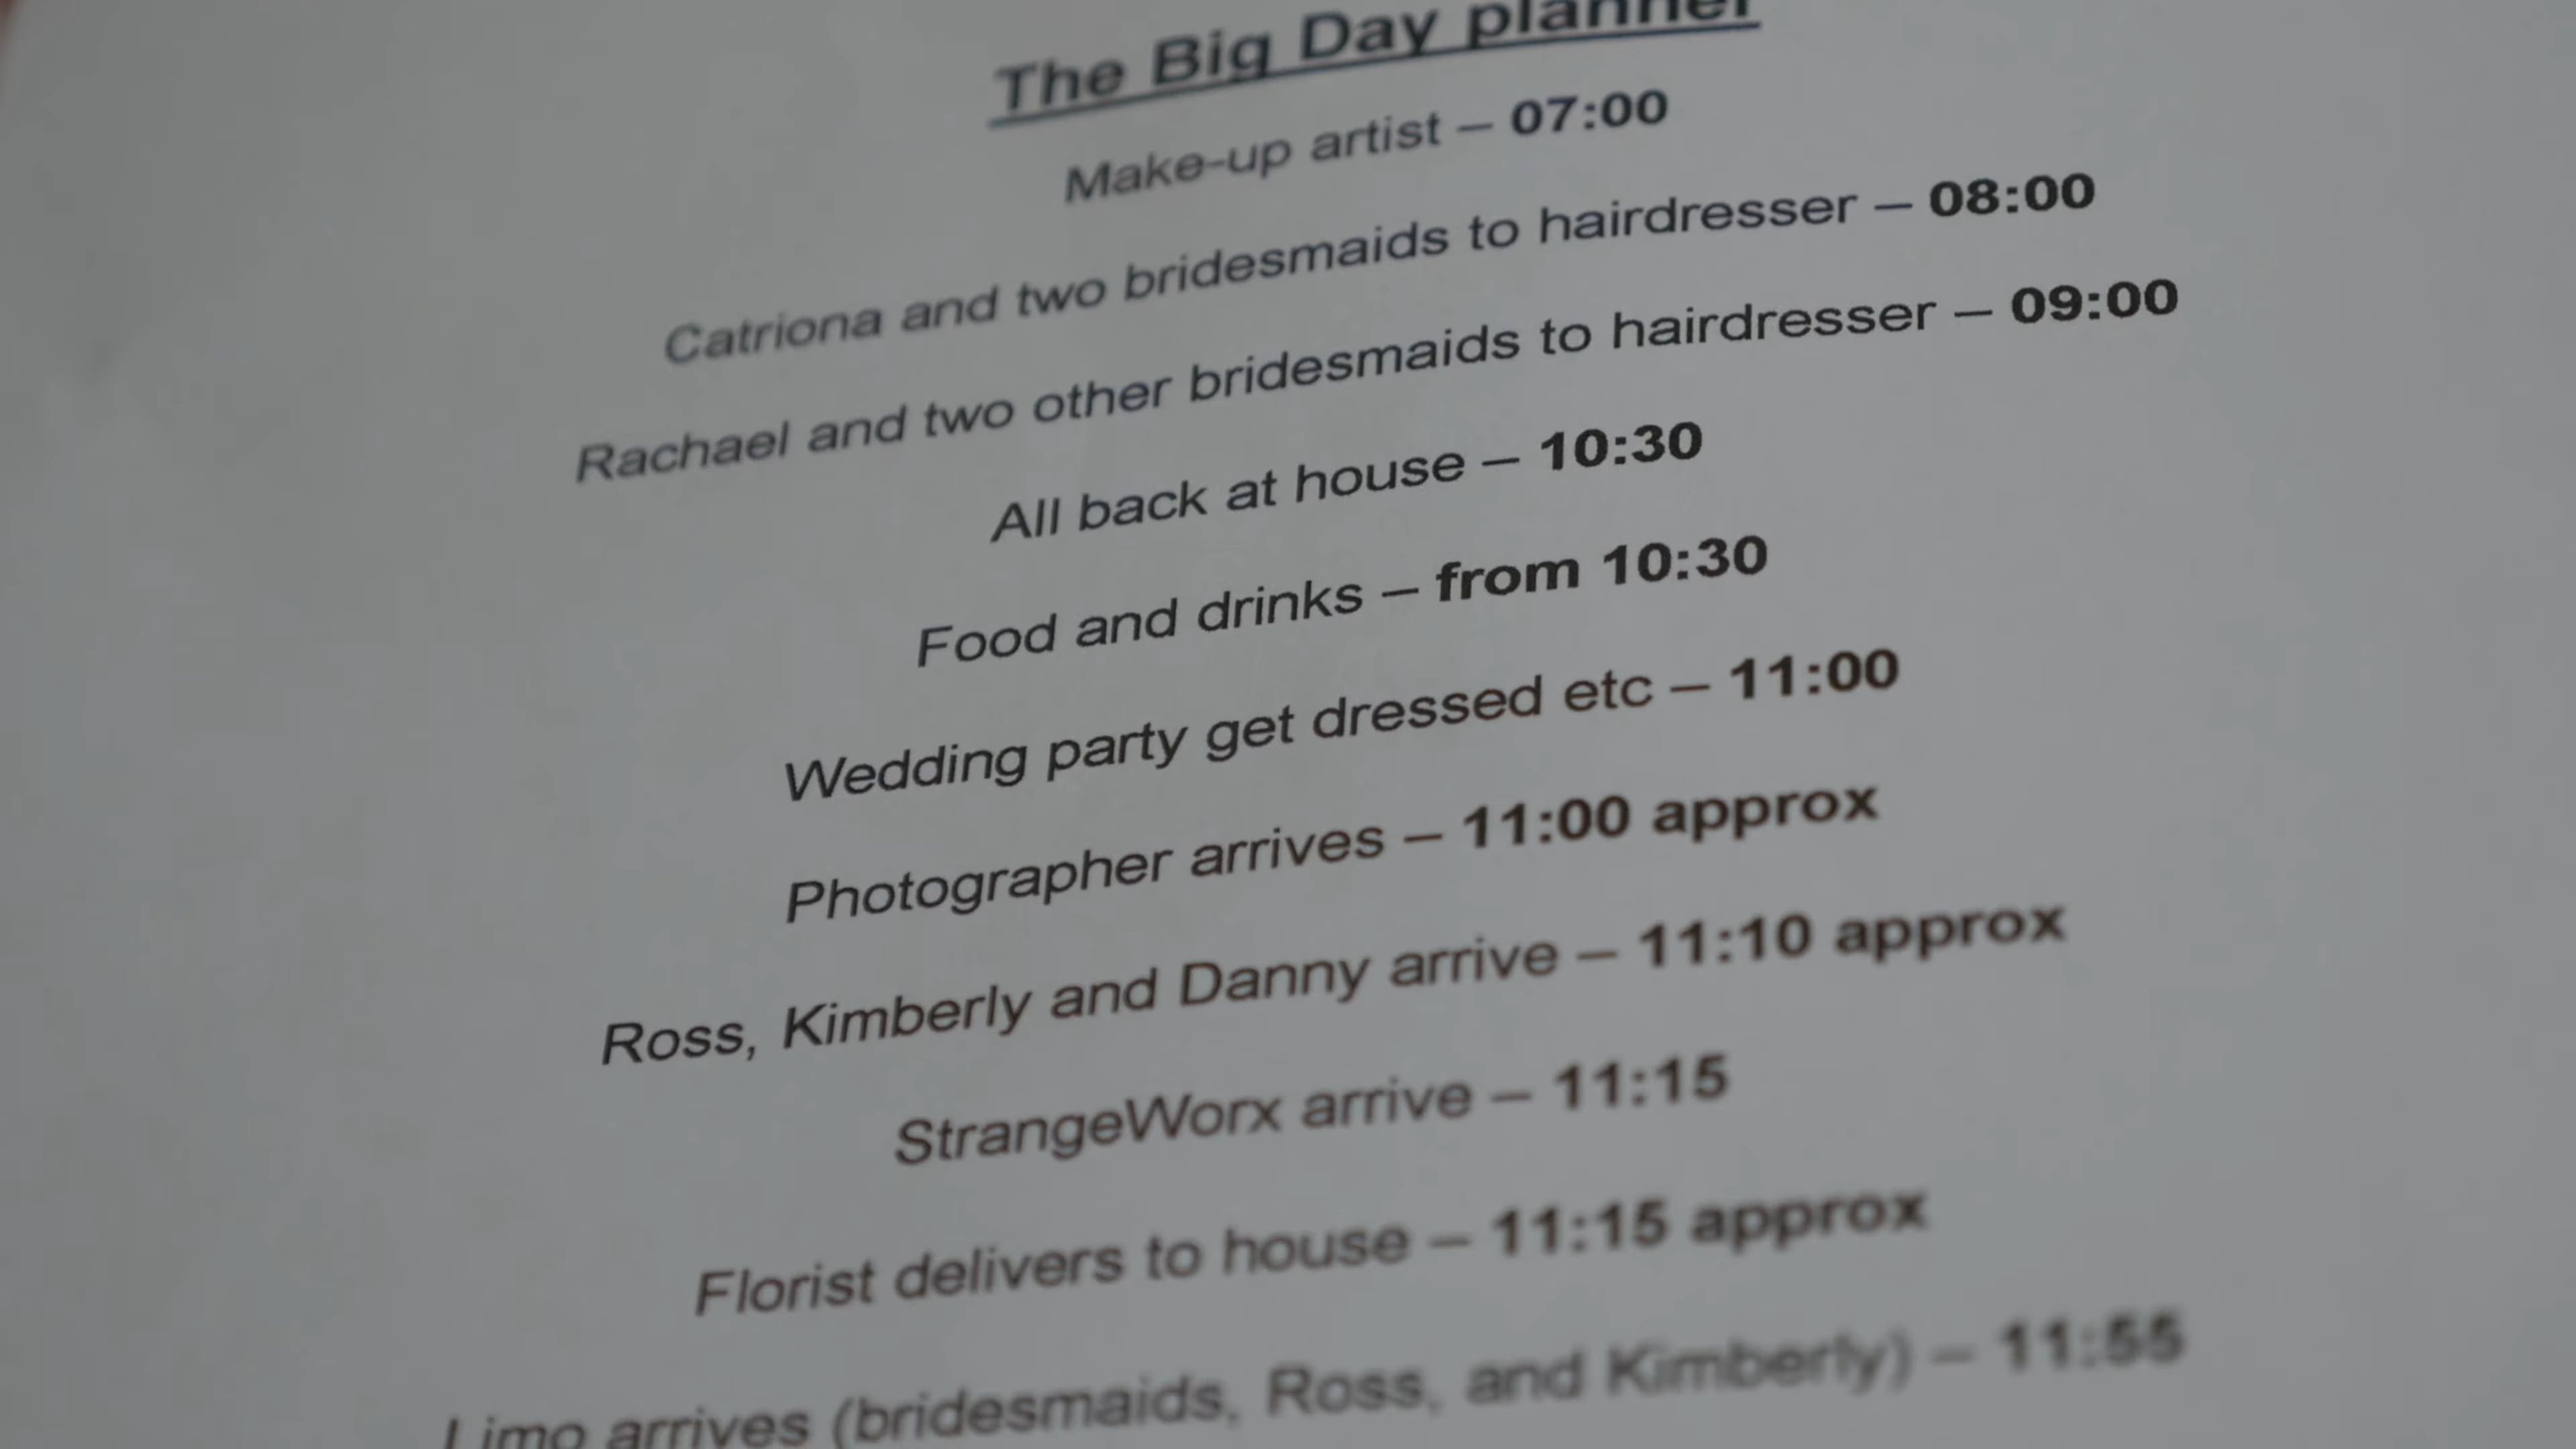 The Big Day planner
Make-up artist – 07:00
Catriona and two bridesmaids to hairdresser – 08:00
Rachael and two other bridesmaids to hairdresser – 09:00
All back at house – 10:30
Food and drinks – from 10:30
Wedding party get dressed etc – 11:00
Photographer arrives – 11:00 approx
Ross, Kimberly and Danny arrive – 11:10 approx
StrangeWorx arrive – 11:15
Florist delivers to house – 11:15 approx
Limo arrives (bridesmaids, Ross, and Kimberly) – 11:55